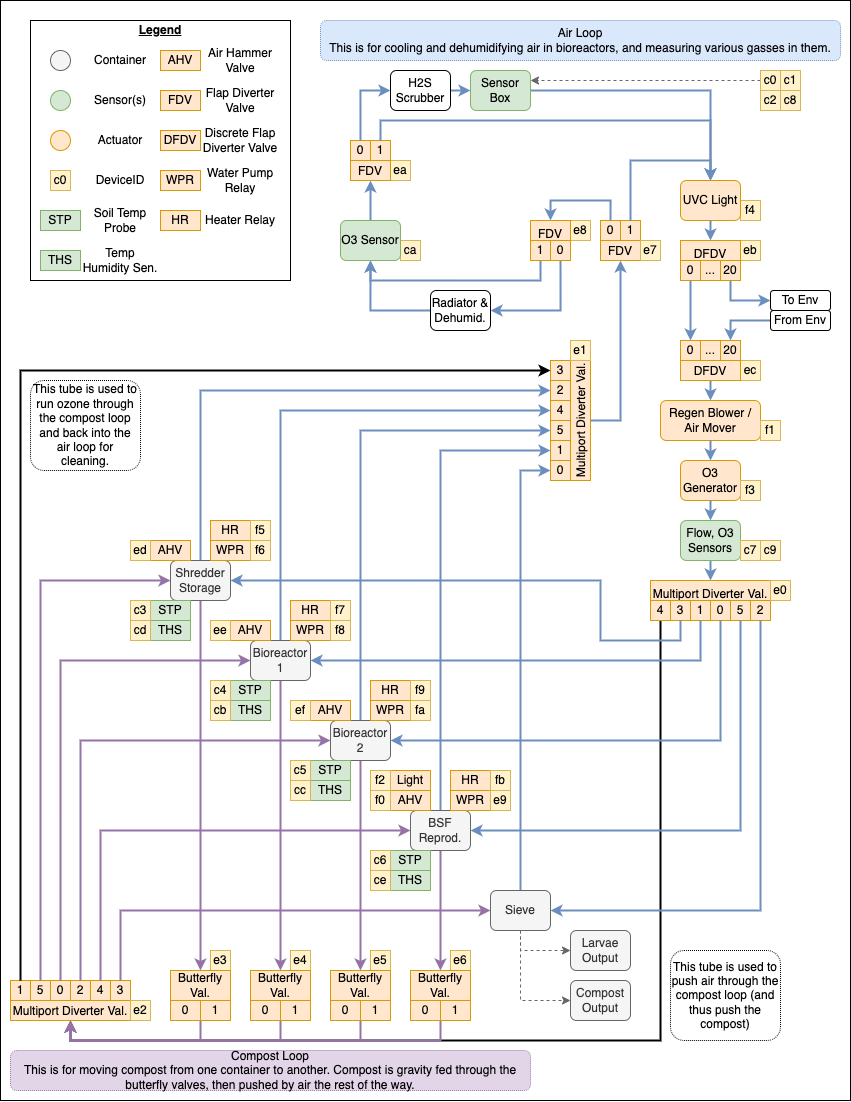 Legend
Container
AHV
Air Hammer
Valve
Sensor(s)
FDV
Flap Diverter
Valve
Actuator
DFDV
Discrete Flap
Diverter Valve
c0
DeviceID
WPR
Water Pump
Relay
STP
Soil Temp
Probe
HR
Heater Relay
THS
Temp
Humidity Sen.
Air Loop
This is for cooling and dehumidifying air in bioreactors, and measuring various gasses in them.
H2S
Scrubber
Sensor
Box
c0 c1
c2 c8
0 1
FDV ea
UVC Light
f4
O3 Sensor
ca
FDV e8
1 0
0 1
FDV e7
DFDV eb
0 ... 20
Radiator &
Dehumid.
To Env
From Env
0 ... 20
DFDV ec
e1
3
2
4
5
1
0
Multiport Diverter Val.
This tube is used to
run ozone through
the compost loop
and back into the
air loop for
cleaning.
Regen Blower /
Air Mover
f1
O3
Generator
f3
Flow, O3
Sensors
c7 c9
Multiport Diverter Val. e0
4 3 1 0 5 2
HR f5
ed AHV
WPR f6
Shredder
Storage
c3 STP
cd THS
HR f7
ee AHV
WPR f8
Bioreactor
1
c4 STP
cb THS
HR f9
ef AHV
WPR fa
Bioreactor
2
c5 STP
cc THS
f2 Light
HR fb
f0 AHV
WPR e9
BSF
Reprod.
c6 STP
ce THS
Sieve
Larvae
Output
Compost
Output
This tube is used to
push air through the
compost loop (and
thus push the
compost)
1 5 0 2 4 3
Multiport Diverter Val. e2
e3
Butterfly
Val.
0 1
e4
Butterfly
Val.
0 1
e5
Butterfly
Val.
0 1
e6
Butterfly
Val.
0 1
Compost Loop
This is for moving compost from one container to another. Compost is gravity fed through the
butterfly valves, then pushed by air the rest of the way.